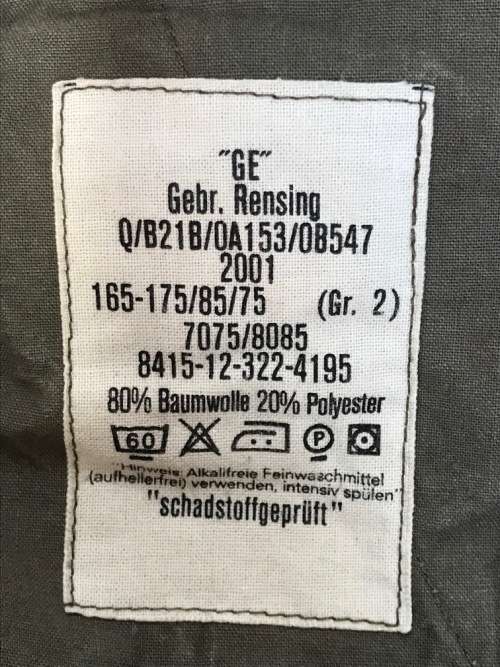 "GE"
Gebr. Rensing
Q/B21B/0A153/0B547
2001
165-175/85/75 (Gr. 2)
7075/8085
8415-12-322-4195
80% Baumwolle 20% Polyester
60 P
"Hinweis: Alkalifreie Feinwaschmittel
(aufhellerfrei) verwenden, intensiv spülen"
"schadstoffgeprüft"